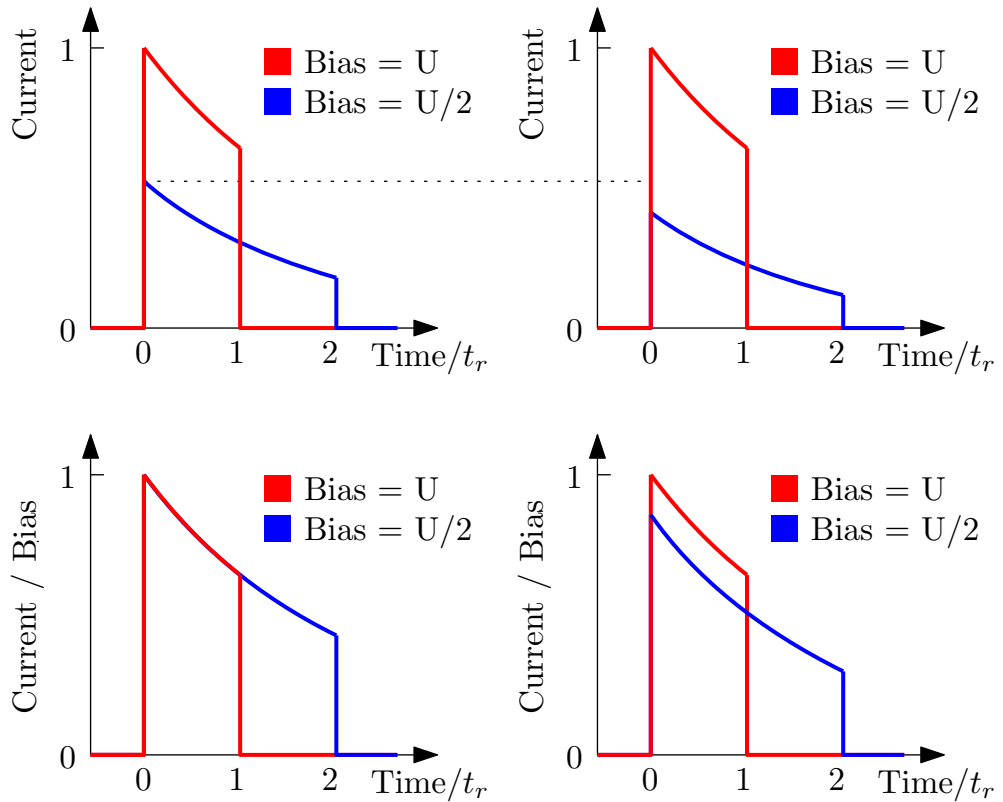 Current
1
0
Bias = U
Bias = U/2
0 1 2 Time/t_r
Current
1
0
Bias = U
Bias = U/2
0 1 2 Time/t_r
Current / Bias
1
0
Bias = U
Bias = U/2
0 1 2 Time/t_r
Current / Bias
1
0
Bias = U
Bias = U/2
0 1 2 Time/t_r